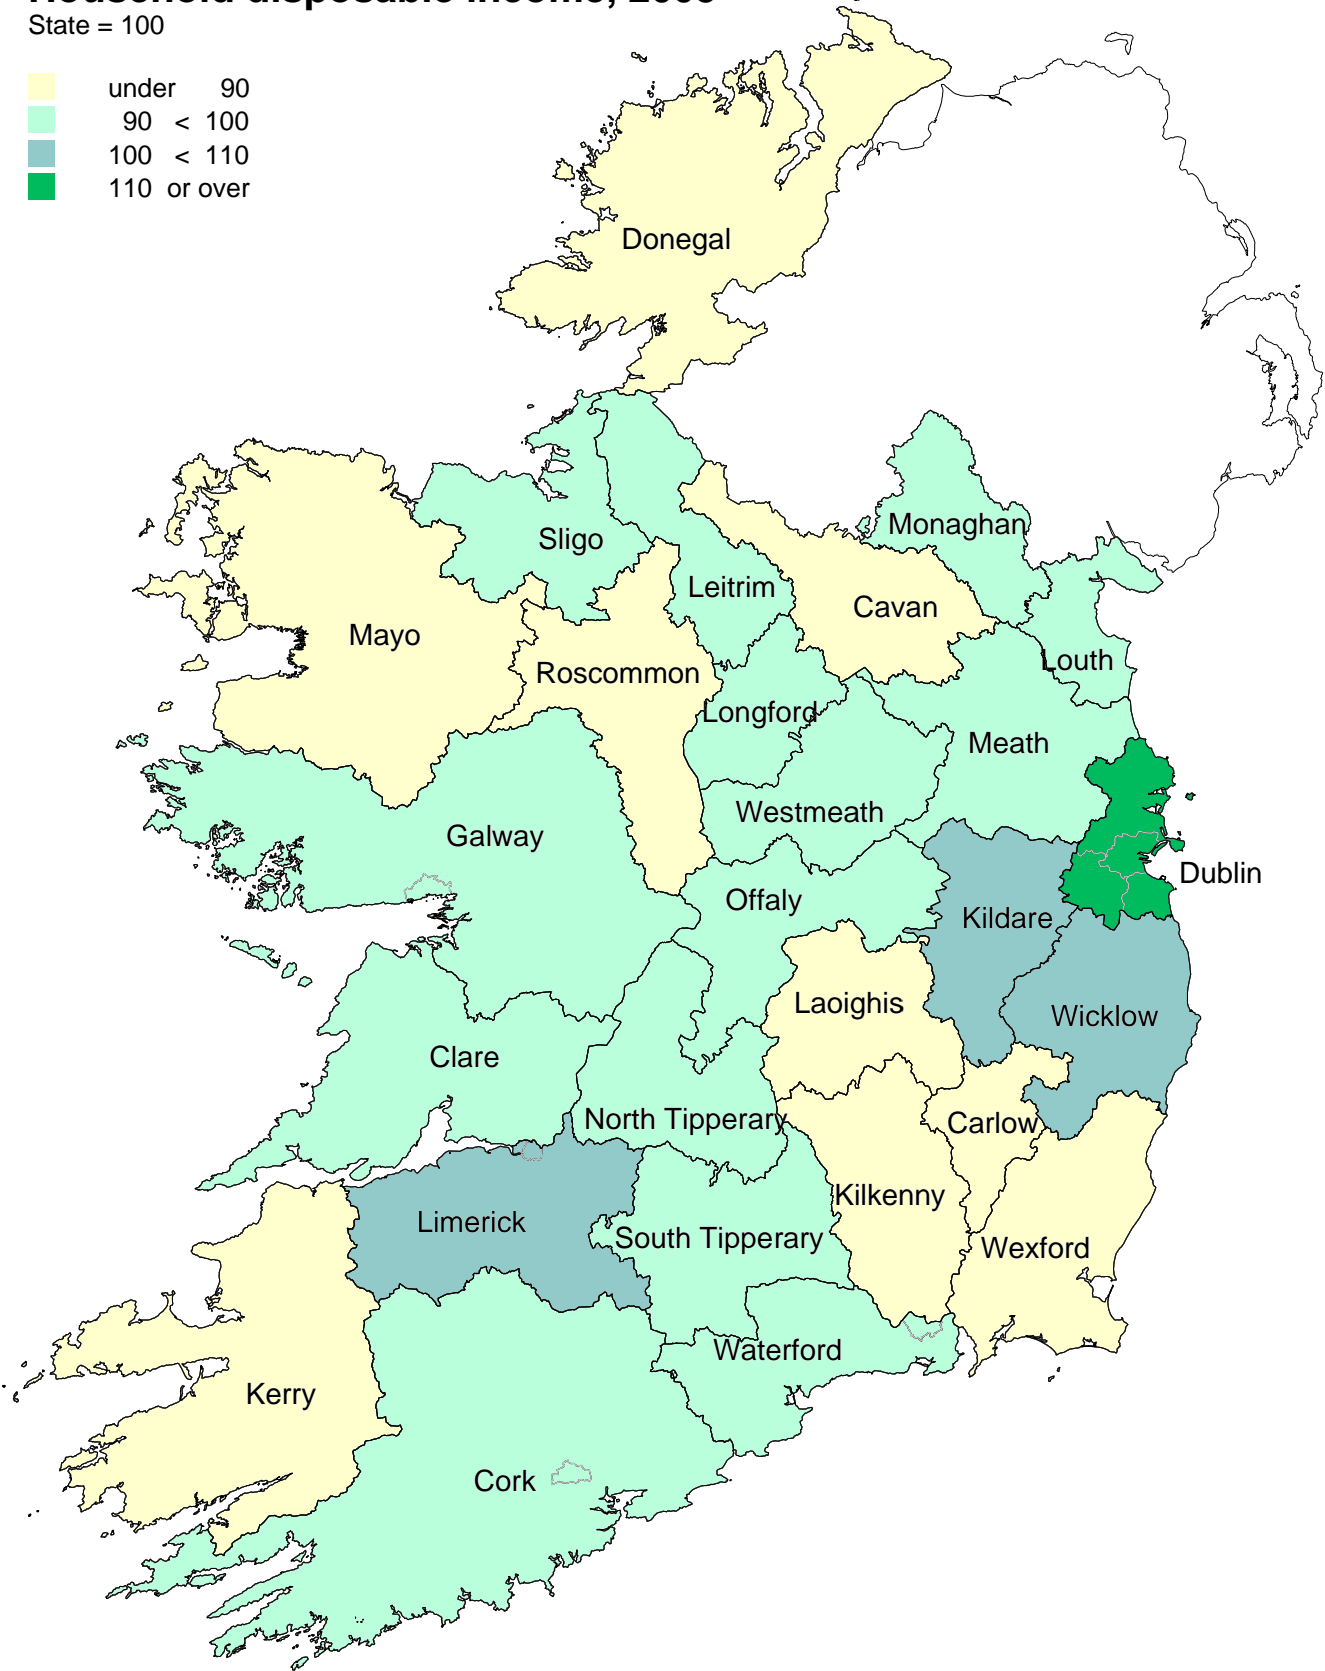 State = 100
under 90
90 < 100
100 < 110
110 or over
Donegal
Monaghan
Sligo
Leitrim
Cavan
Mayo
Louth
Roscommon
Longford
Meath
Westmeath
Galway
Dublin
Offaly
Kildare
Laoighis
Wicklow
Clare
North Tipperary
Carlow
Kilkenny
Limerick
South Tipperary
Wexford
Waterford
Kerry
Cork